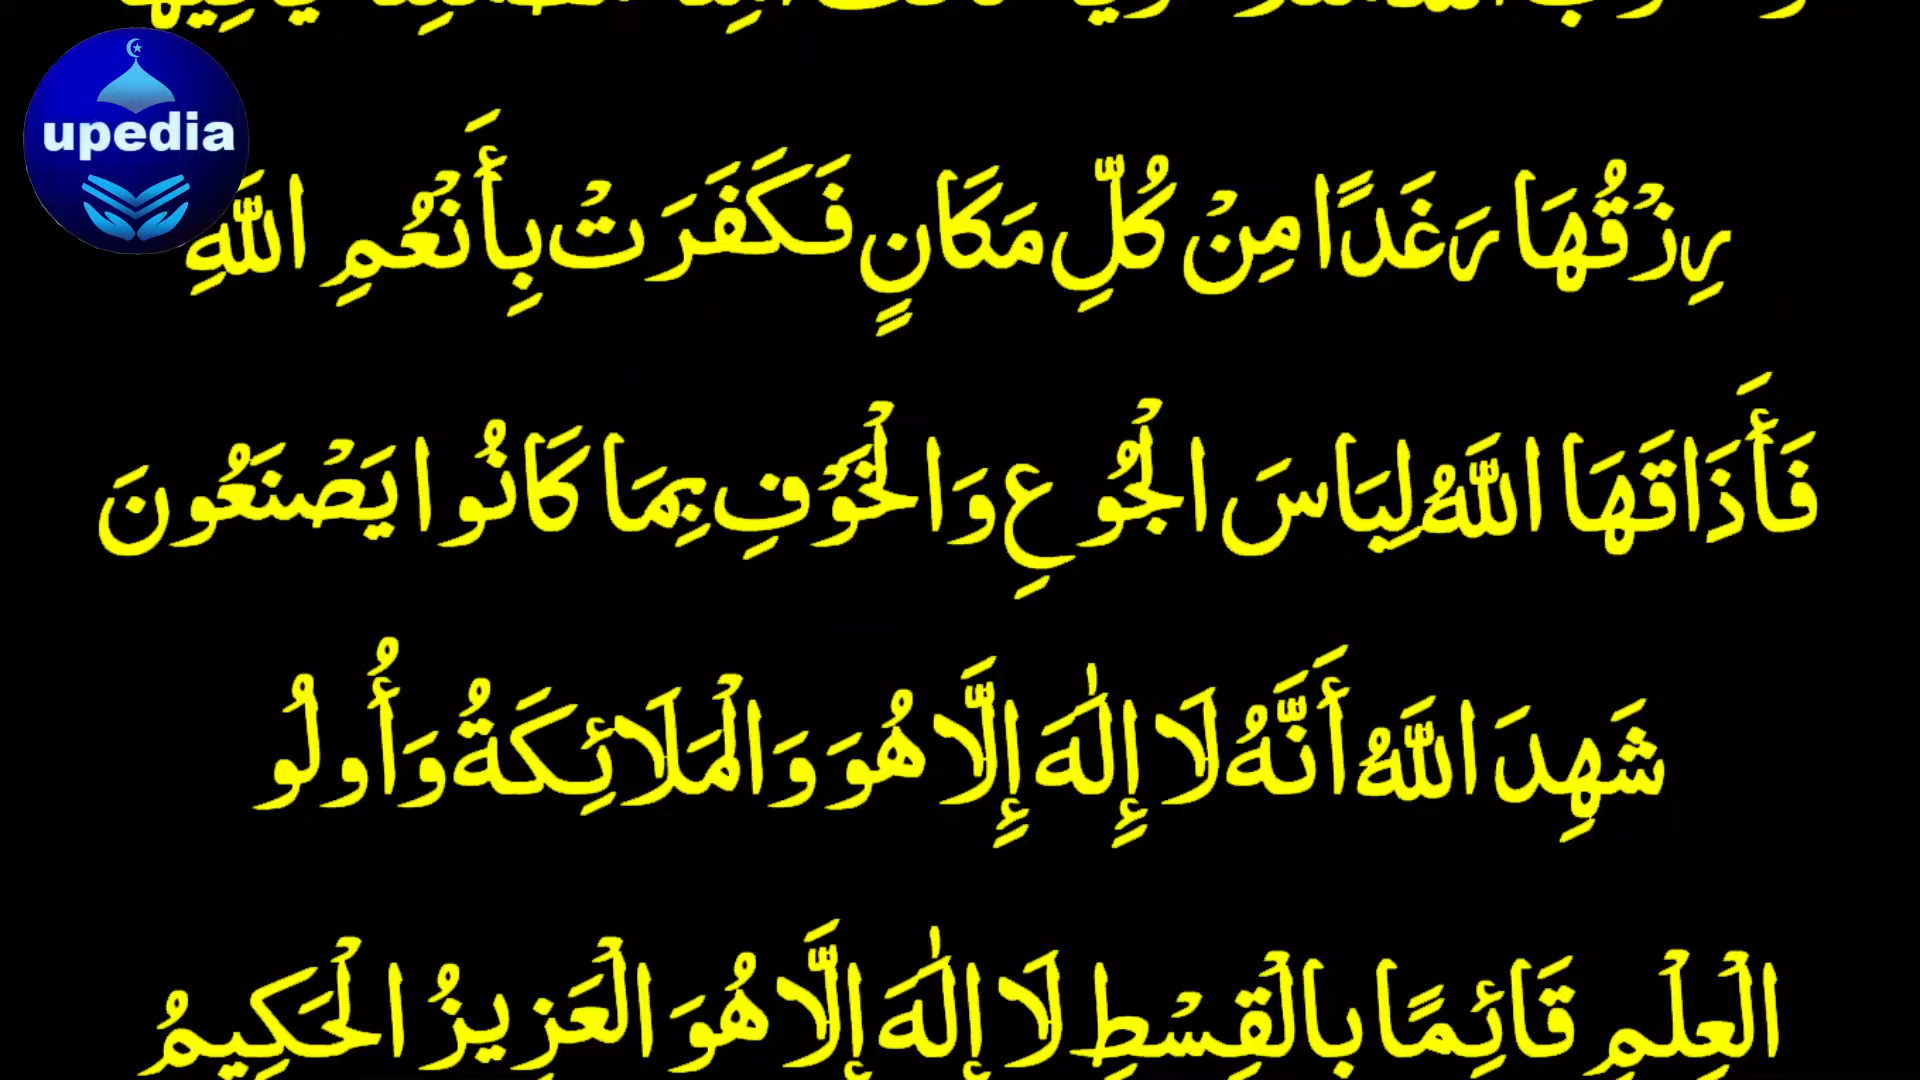 upedia
رِزْقُهَا رَغَدًا مِنْ كُلِّ مَكَانٍ فَكَفَرَتْ بِأَنْعُمِ اللَّهِ
فَأَذَاقَهَا اللَّهُ لِبَاسَ الْجُوعِ وَالْخَوْفِ بِمَا كَانُوا يَصْنَعُونَ
شَهِدَ اللَّهُ أَنَّهُ لَا إِلَٰهَ إِلَّا هُوَ وَالْمَلَائِكَةُ وَأُولُو
الْعِلْمِ قَائِمًا بِالْقِسْطِ لَا إِلَٰهَ إِلَّا هُوَ الْعَزِيزُ الْحَكِيمُ